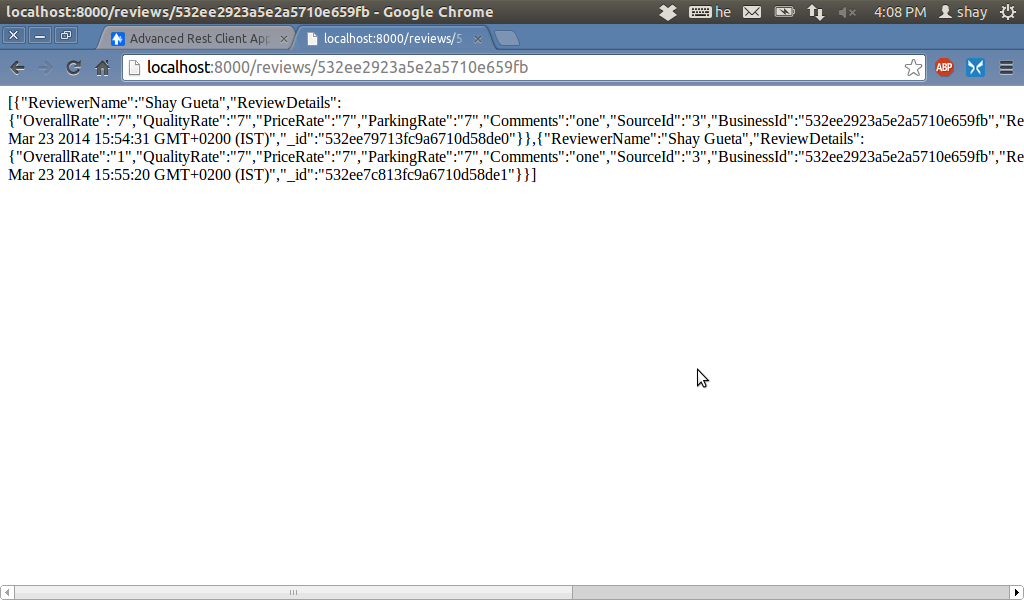 localhost:8000/reviews/532ee2923a5e2a5710e659fb - Google Chrome
he
4:08 PM
shay
Advanced Rest Client App
localhost:8000/reviews/5
localhost:8000/reviews/532ee2923a5e2a5710e659fb
ABP
[{"ReviewerName":"Shay Gueta","ReviewDetails":
{"OverallRate":"7","QualityRate":"7","PriceRate":"7","ParkingRate":"7","Comments":"one","SourceId":"3","BusinessId":"532ee2923a5e2a5710e659fb","Re
Mar 23 2014 15:54:31 GMT+0200 (IST)","_id":"532ee79713fc9a6710d58de0"}},{"ReviewerName":"Shay Gueta","ReviewDetails":
{"OverallRate":"1","QualityRate":"7","PriceRate":"7","ParkingRate":"7","Comments":"one","SourceId":"3","BusinessId":"532ee2923a5e2a5710e659fb","Re
Mar 23 2014 15:55:20 GMT+0200 (IST)","_id":"532ee7c813fc9a6710d58de1"}}]